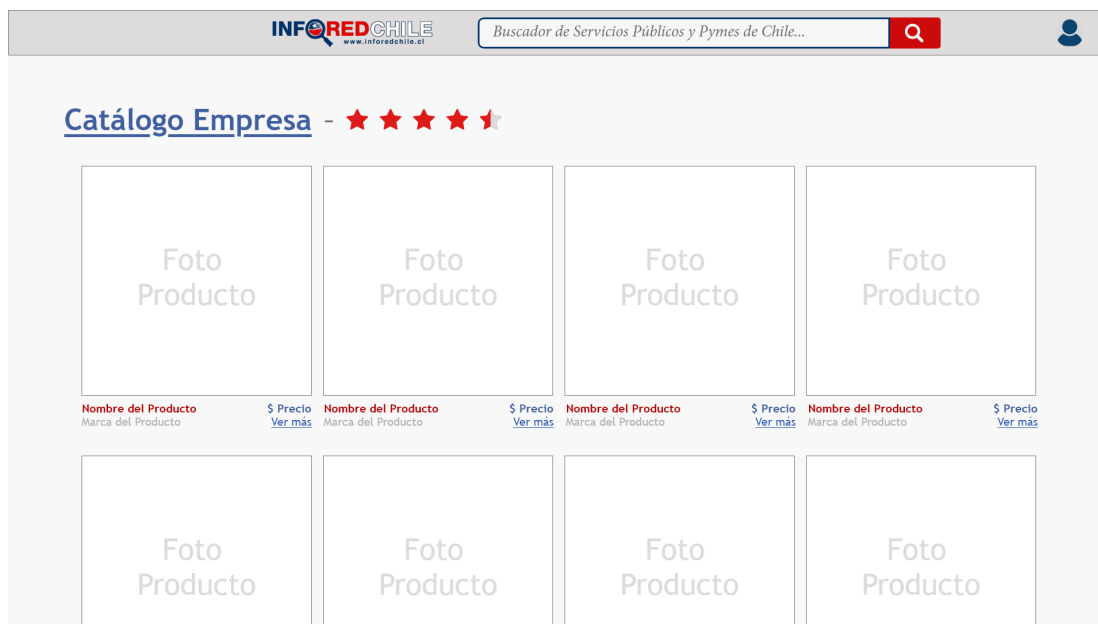 INFOREDCHILE
www.inforedchile.cl
Buscador de Servicios Públicos y Pymes de Chile...
Catálogo Empresa -
Foto Foto Foto Foto
Producto Producto Producto Producto
Nombre del Producto $ Precio Nombre del Producto $ Precio Nombre del Producto $ Precio Nombre del Producto $ Precio
Marca del Producto Ver más Marca del Producto Ver más Marca del Producto Ver más Marca del Producto Ver más
Foto Foto Foto Foto
Producto Producto Producto Producto